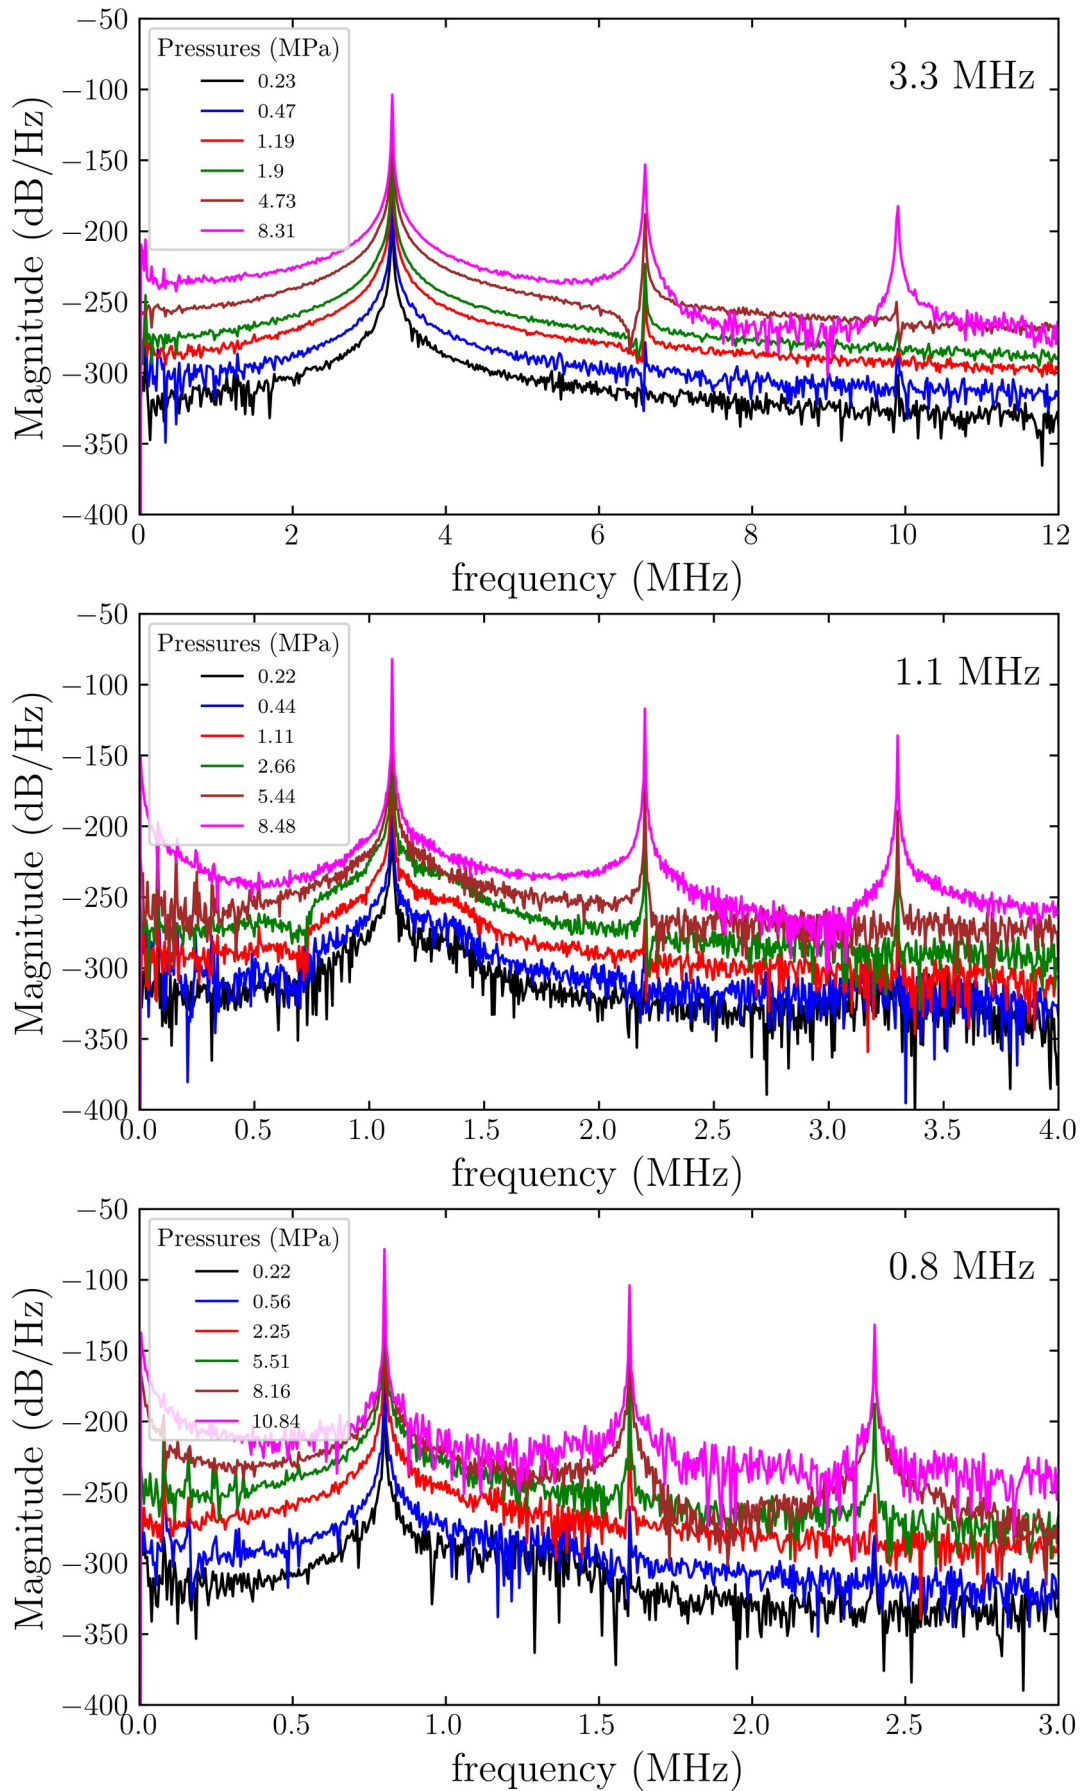 −50
−100
−150
−200
−250
−300
−350
−400
Magnitude (dB/Hz)
Pressures (MPa)
0.23
0.47
1.19
1.9
4.73
8.31
3.3 MHz
0 2 4 6 8 10 12
frequency (MHz)
−50
−100
−150
−200
−250
−300
−350
−400
Magnitude (dB/Hz)
Pressures (MPa)
0.22
0.44
1.11
2.66
5.44
8.48
1.1 MHz
0.0 0.5 1.0 1.5 2.0 2.5 3.0 3.5 4.0
frequency (MHz)
−50
−100
−150
−200
−250
−300
−350
−400
Magnitude (dB/Hz)
Pressures (MPa)
0.22
0.56
2.25
5.51
8.16
10.84
0.8 MHz
0.0 0.5 1.0 1.5 2.0 2.5 3.0
frequency (MHz)